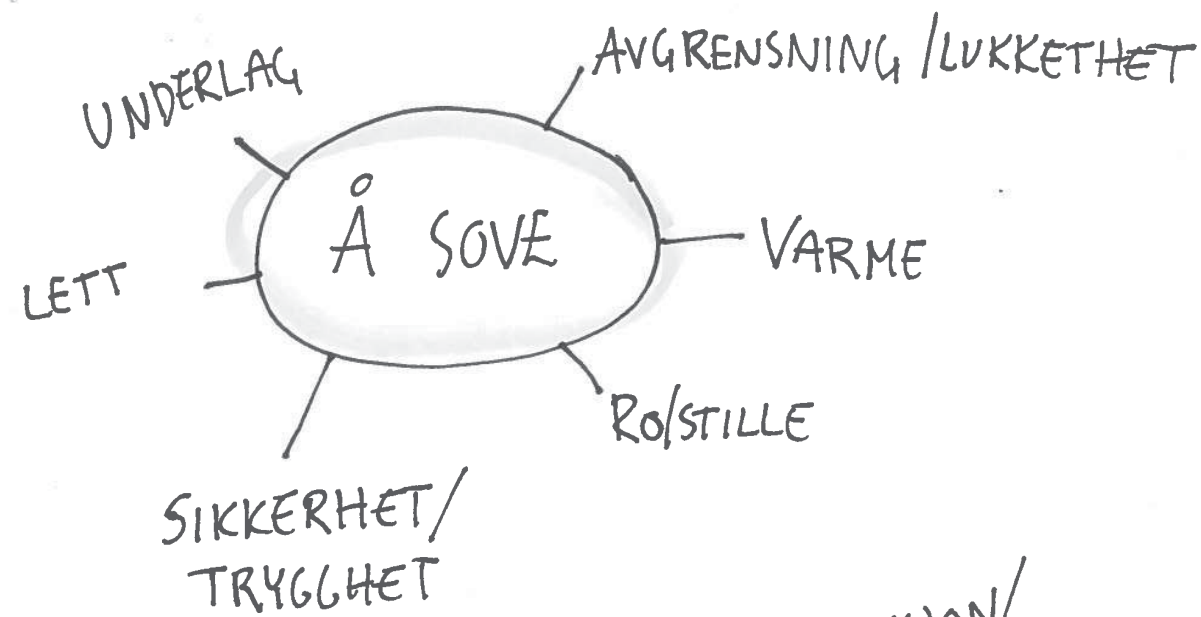 UNDERLAG
AVGRENSNING/LUKKETHET
Å SOVE
VARME
LETT
RO/STILLE
SIKKERHET/
TRYGGHET